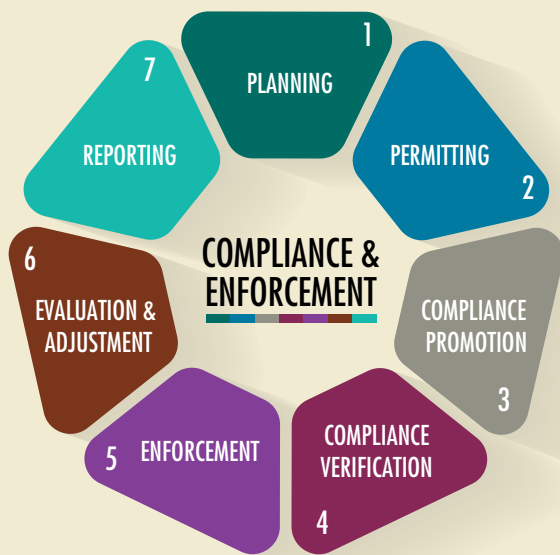 1
PLANNING
PERMITTING
2
COMPLIANCE
PROMOTION
3
COMPLIANCE
VERIFICATION
4
5 ENFORCEMENT
6
EVALUATION &
ADJUSTMENT
7
REPORTING
COMPLIANCE &
ENFORCEMENT